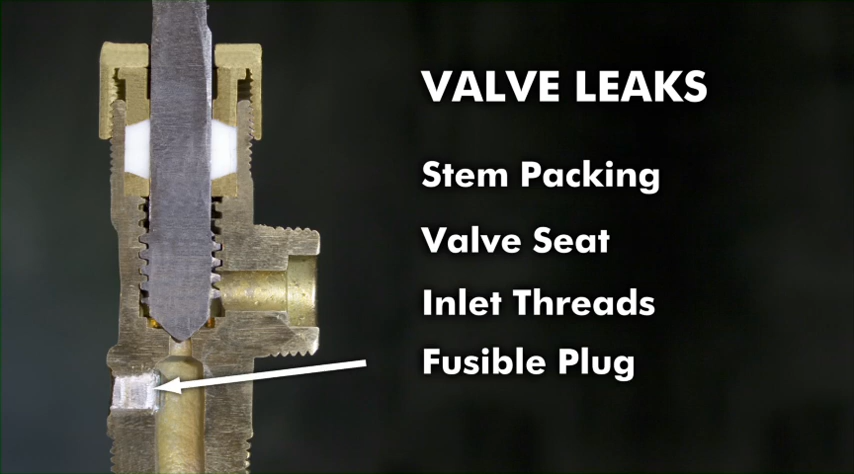 VALVE LEAKS
Stem Packing
Valve Seat
Inlet Threads
Fusible Plug